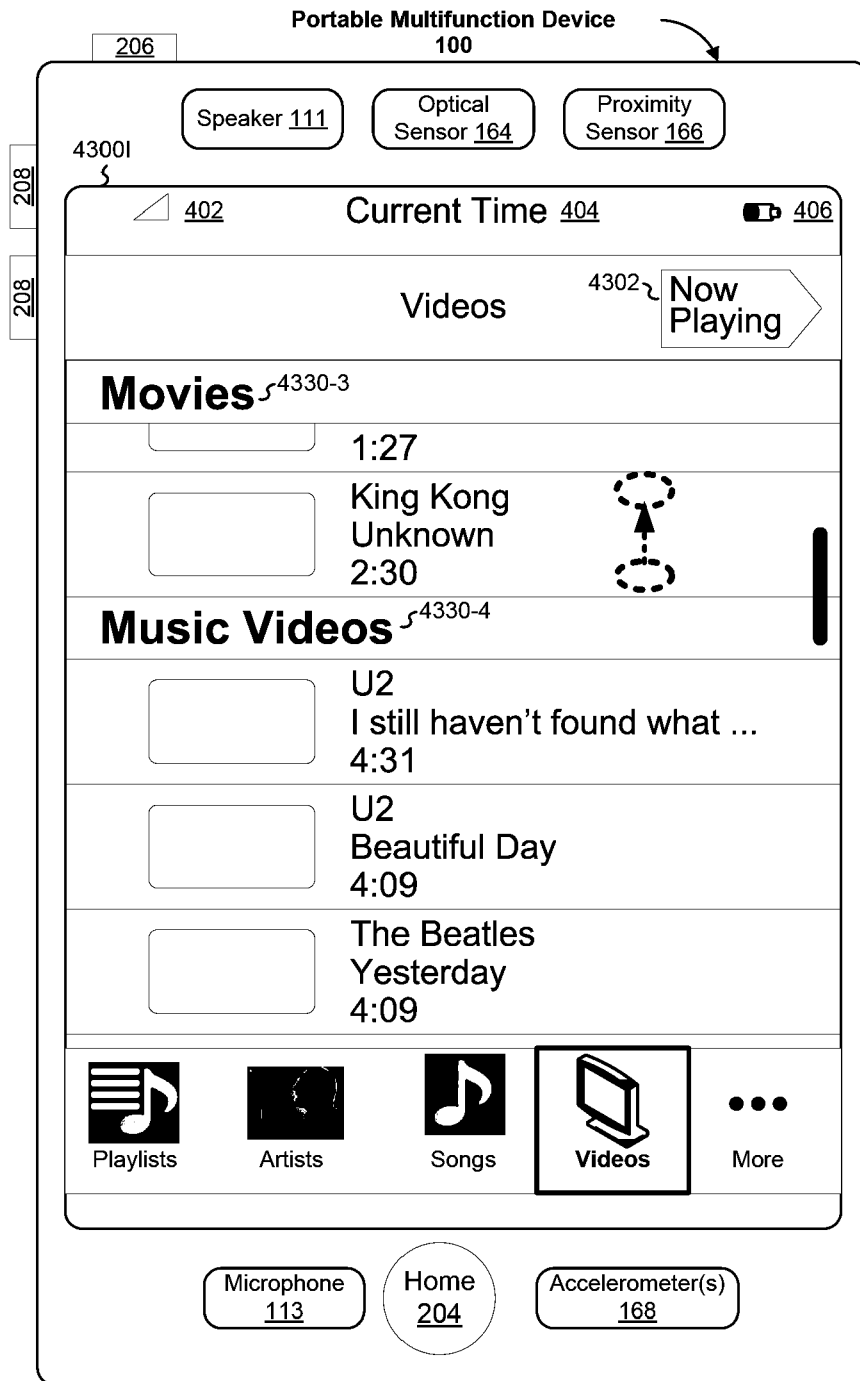 Portable Multifunction Device
100
206
Speaker 111
Optical
Sensor 164
Proximity
Sensor 166
4300I
208
208
402
Current Time 404
406
Videos
4302
Now
Playing
Movies
4330-3
1:27
King Kong
Unknown
2:30
Music Videos
4330-4
U2
I still haven't found what ...
4:31
U2
Beautiful Day
4:09
The Beatles
Yesterday
4:09
Playlists
Artists
Songs
Videos
More
Microphone
113
Home
204
Accelerometer(s)
168